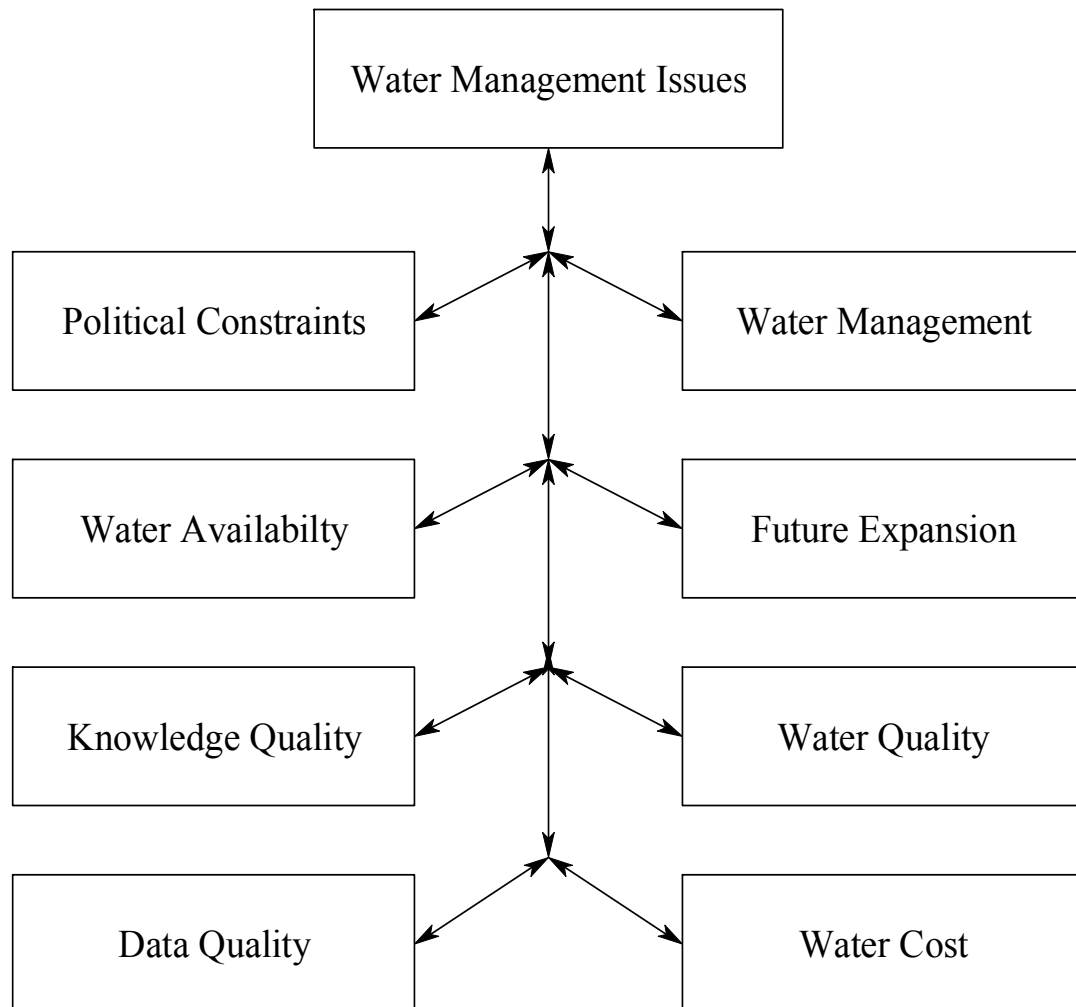 Water Management Issues
Political Constraints
Water Management
Water Availabilty
Future Expansion
Knowledge Quality
Water Quality
Data Quality
Water Cost